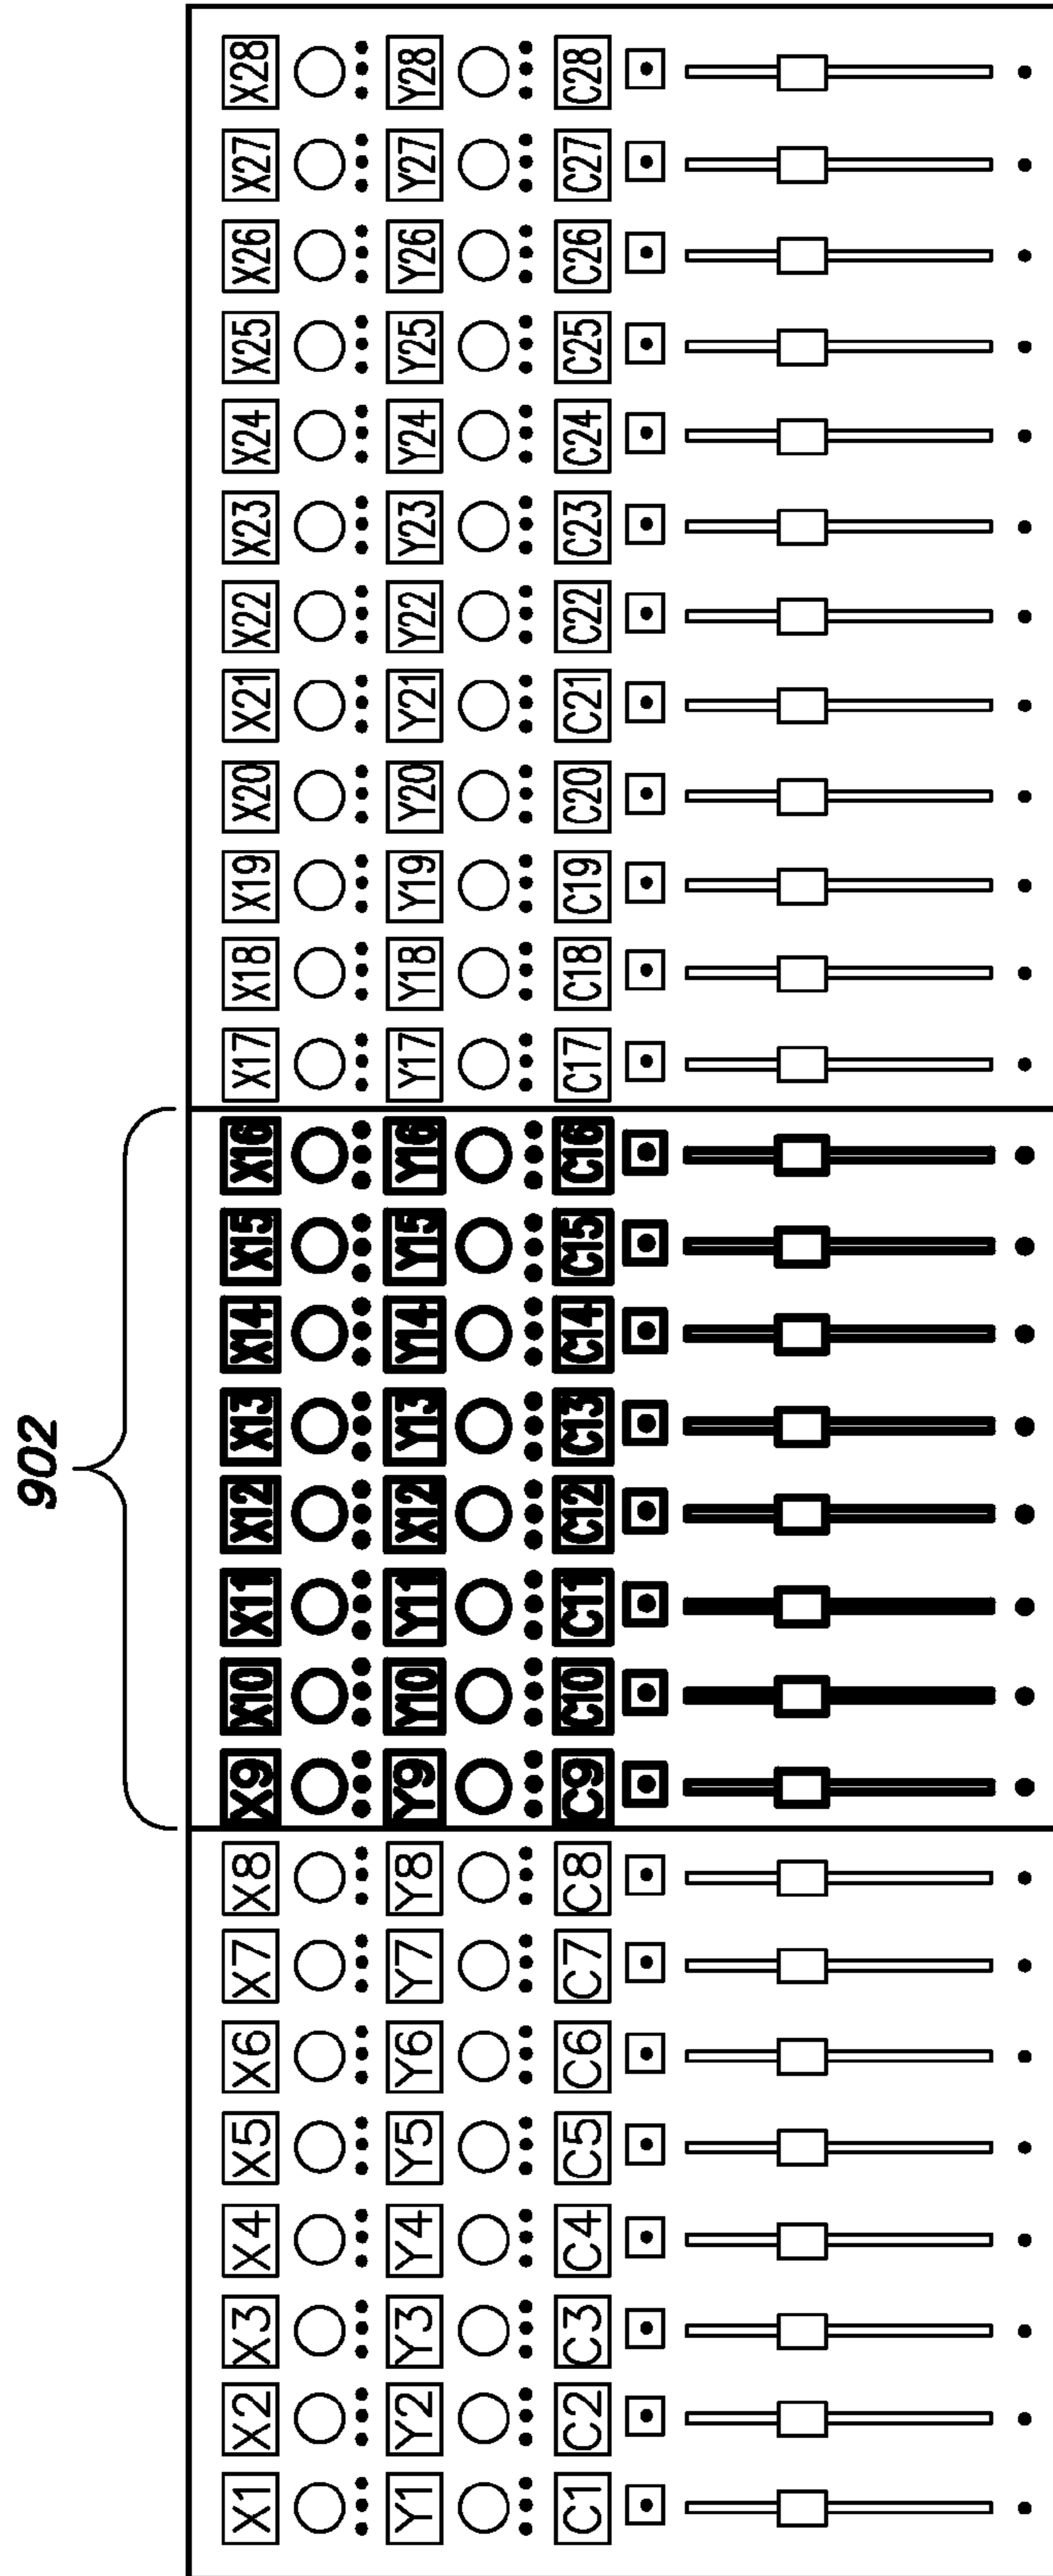 902
X1 X2 X3 X4 X5 X6 X7 X8 X9 X10 X11 X12 X13 X14 X15 X16 X17 X18 X19 X20 X21 X22 X23 X24 X25 X26 X27 X28
Y1 Y2 Y3 Y4 Y5 Y6 Y7 Y8 Y9 Y10 Y11 X12 Y13 Y14 Y15 Y16 Y17 Y18 Y19 Y20 Y21 Y22 Y23 Y24 Y25 Y26 Y27 Y28
C1 C2 C3 C4 C5 C6 C7 C8 C9 C10 C11 C12 C13 C14 C15 C16 C17 C18 C19 C20 C21 C22 C23 C24 C25 C26 C27 C28